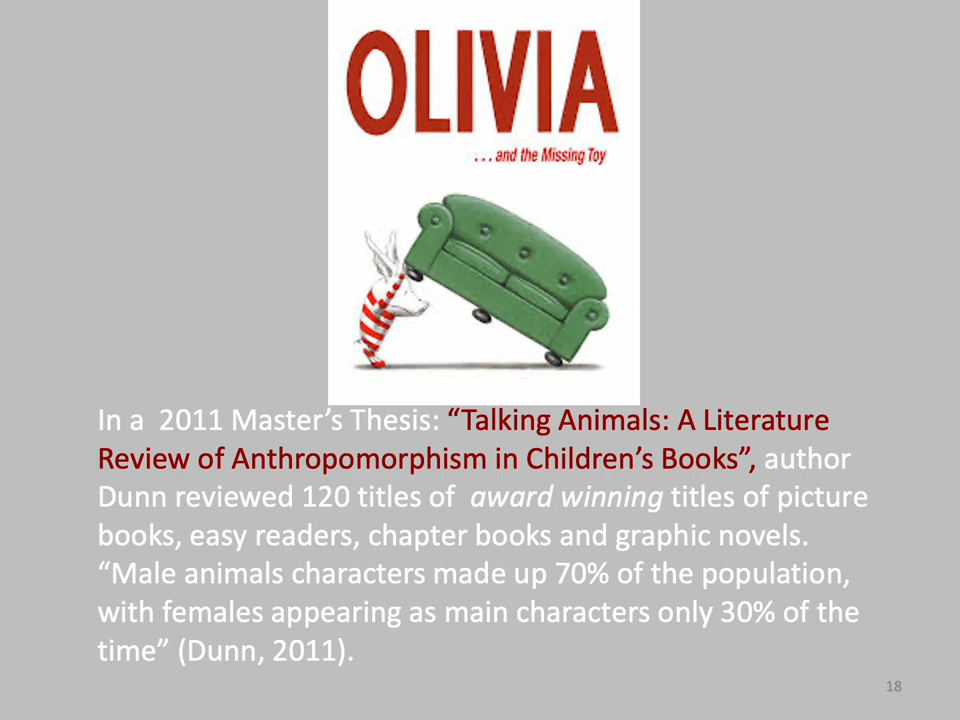 OLIVIA
. . . and the Missing Toy
In a  2011 Master’s Thesis: “Talking Animals: A Literature
Review of Anthropomorphism in Children’s Books”, author
Dunn reviewed 120 titles of  award winning titles of picture
books, easy readers, chapter books and graphic novels.
“Male animals characters made up 70% of the population,
with females appearing as main characters only 30% of the
time” (Dunn, 2011).
18